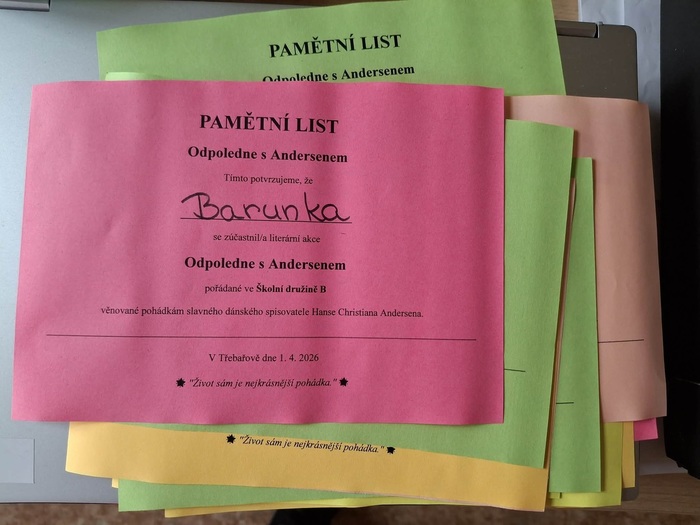 PAMĚTNÍ LIST
Odpoledne s Andersenem
PAMĚTNÍ LIST
Odpoledne s Andersenem
Tímto potvrzujeme, že
Barunka
se zúčastnil/a literární akce
Odpoledne s Andersenem
pořádané ve Školní družině B
věnované pohádkám slavného dánského spisovatele Hanse Christiana Andersena.
V Třebařově dne 1. 4. 2026
"Život sám je nejkrásnější pohádka."
"Život sám je nejkrásnější pohádka."